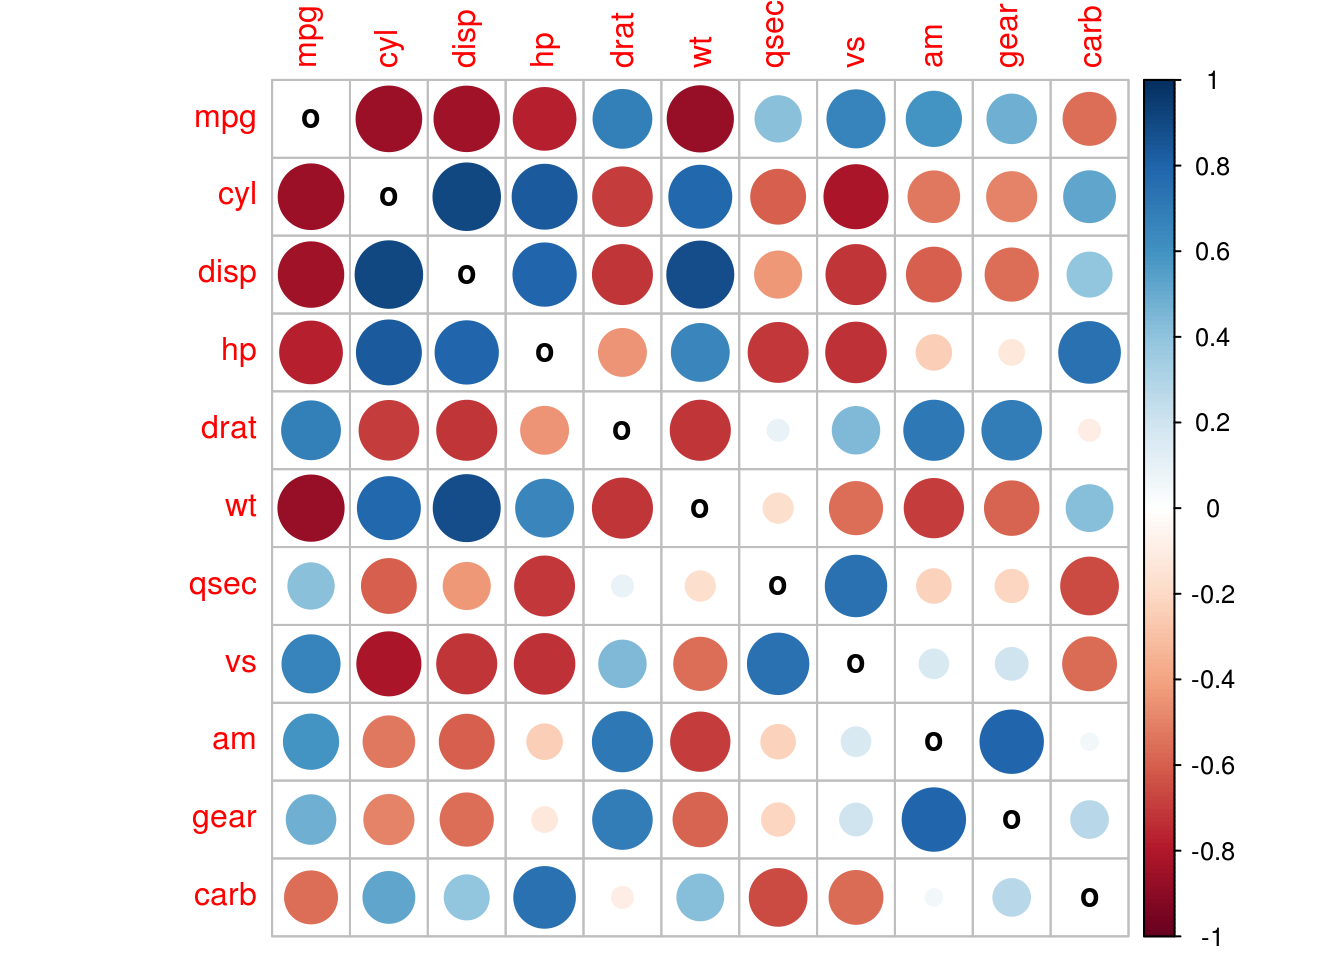 mpg cyl disp hp drat wt qsec vs am gear carb
mpg o
cyl o
disp o
hp o
drat o
wt o
qsec o
vs o
am o
gear o
carb o
1
0.8
0.6
0.4
0.2
0
-0.2
-0.4
-0.6
-0.8
-1